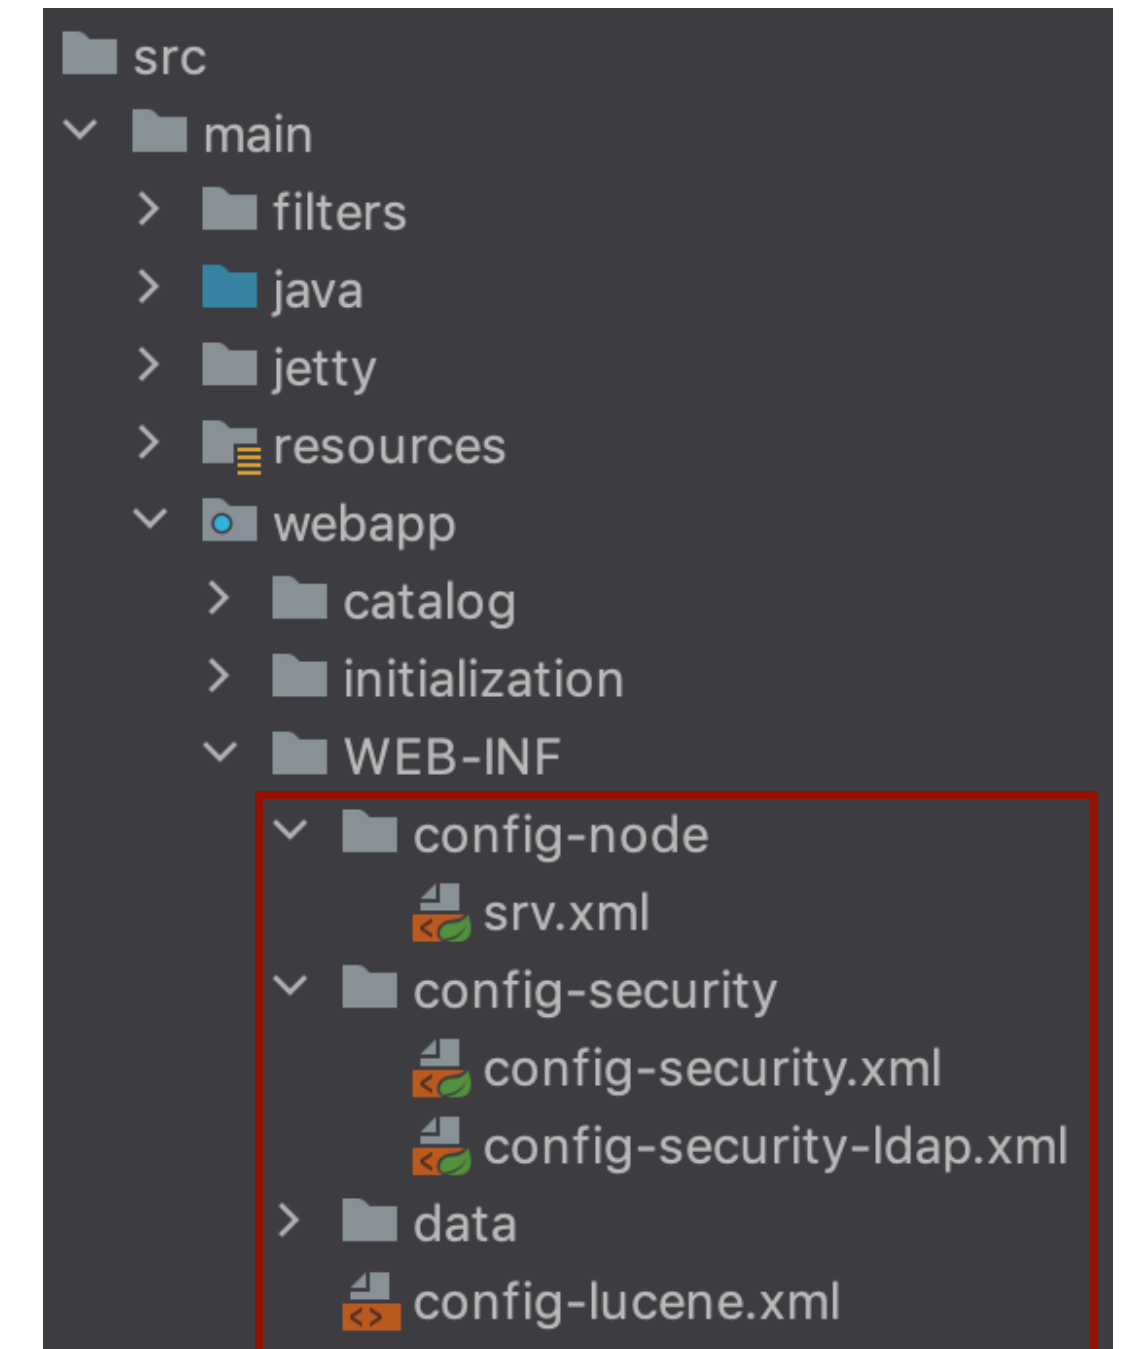 src
main
filters
java
jetty
resources
webapp
catalog
initialization
WEB-INF
config-node
srv.xml
config-security
config-security.xml
config-security-ldap.xml
data
config-lucene.xml